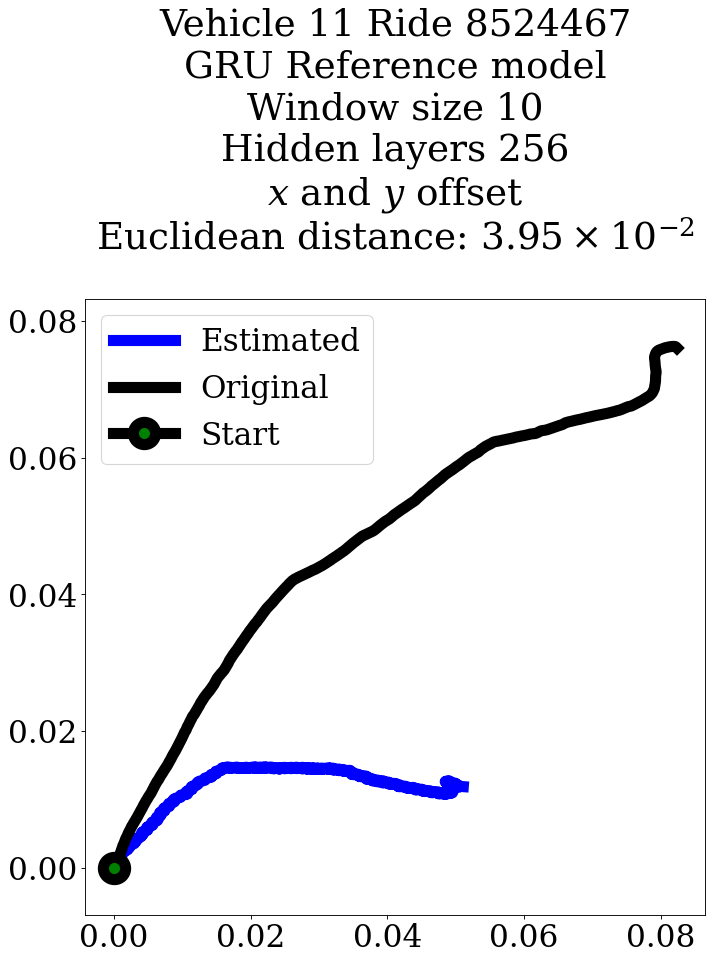 Vehicle 11 Ride 8524467
GRU Reference model
Window size 10
Hidden layers 256
x and y offset
Euclidean distance: 3.95 × 10⁻²
Estimated
Original
Start
0.08
0.06
0.04
0.02
0.00
0.00 0.02 0.04 0.06 0.08